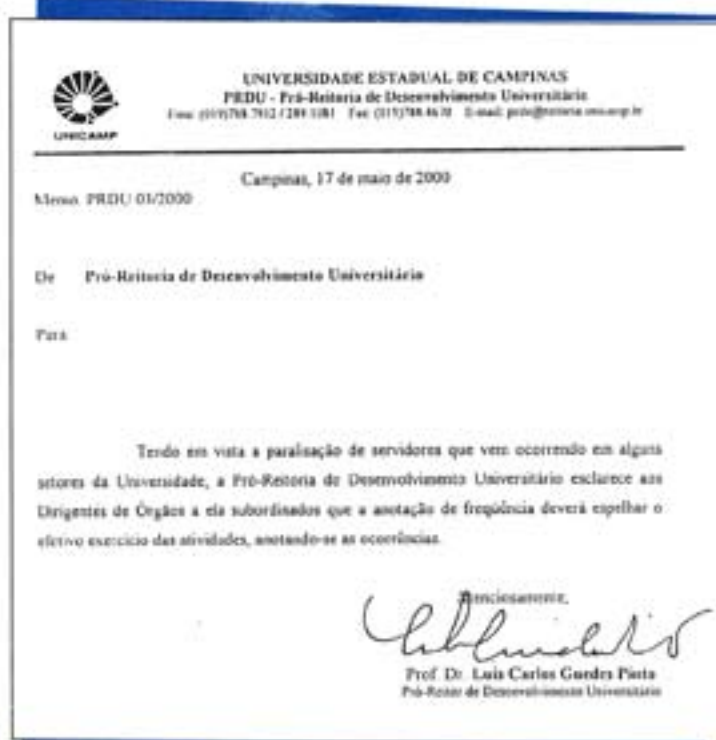 UNICAMP
UNIVERSIDADE ESTADUAL DE CAMPINAS
PRDU - Pró-Reitoria de Desenvolvimento Universitário
Campinas, 17 de maio de 2000
Memo. PRDU 03/2000
De Pró-Reitoria de Desenvolvimento Universitário
Para
Tendo em vista a paralisação de servidores que vem ocorrendo em alguns
setores da Universidade, a Pró-Reitoria de Desenvolvimento Universitário esclarece aos
Dirigentes de Órgãos a ela subordinados que a anotação de freqüência deverá espelhar o
efetivo exercício das atividades, anotando-se as ocorrências.
Atenciosamente,
Prof. Dr. Luís Carlos Guedes Pinto
Pró-Reitor de Desenvolvimento Universitário